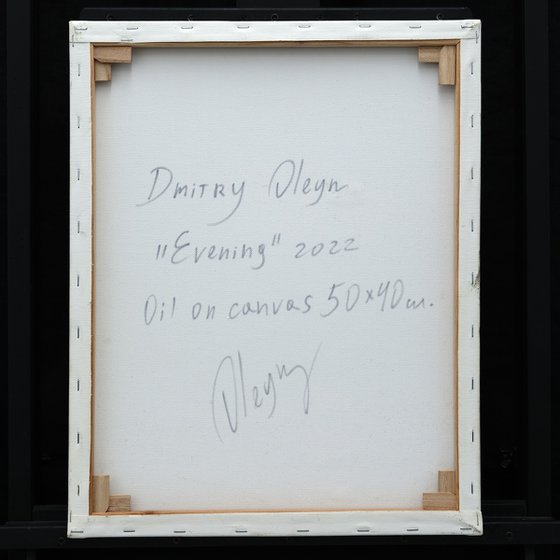 Dmitry Oleyn
"Evening" 2022
Oil on canvas 50x40cm.
Oleyn